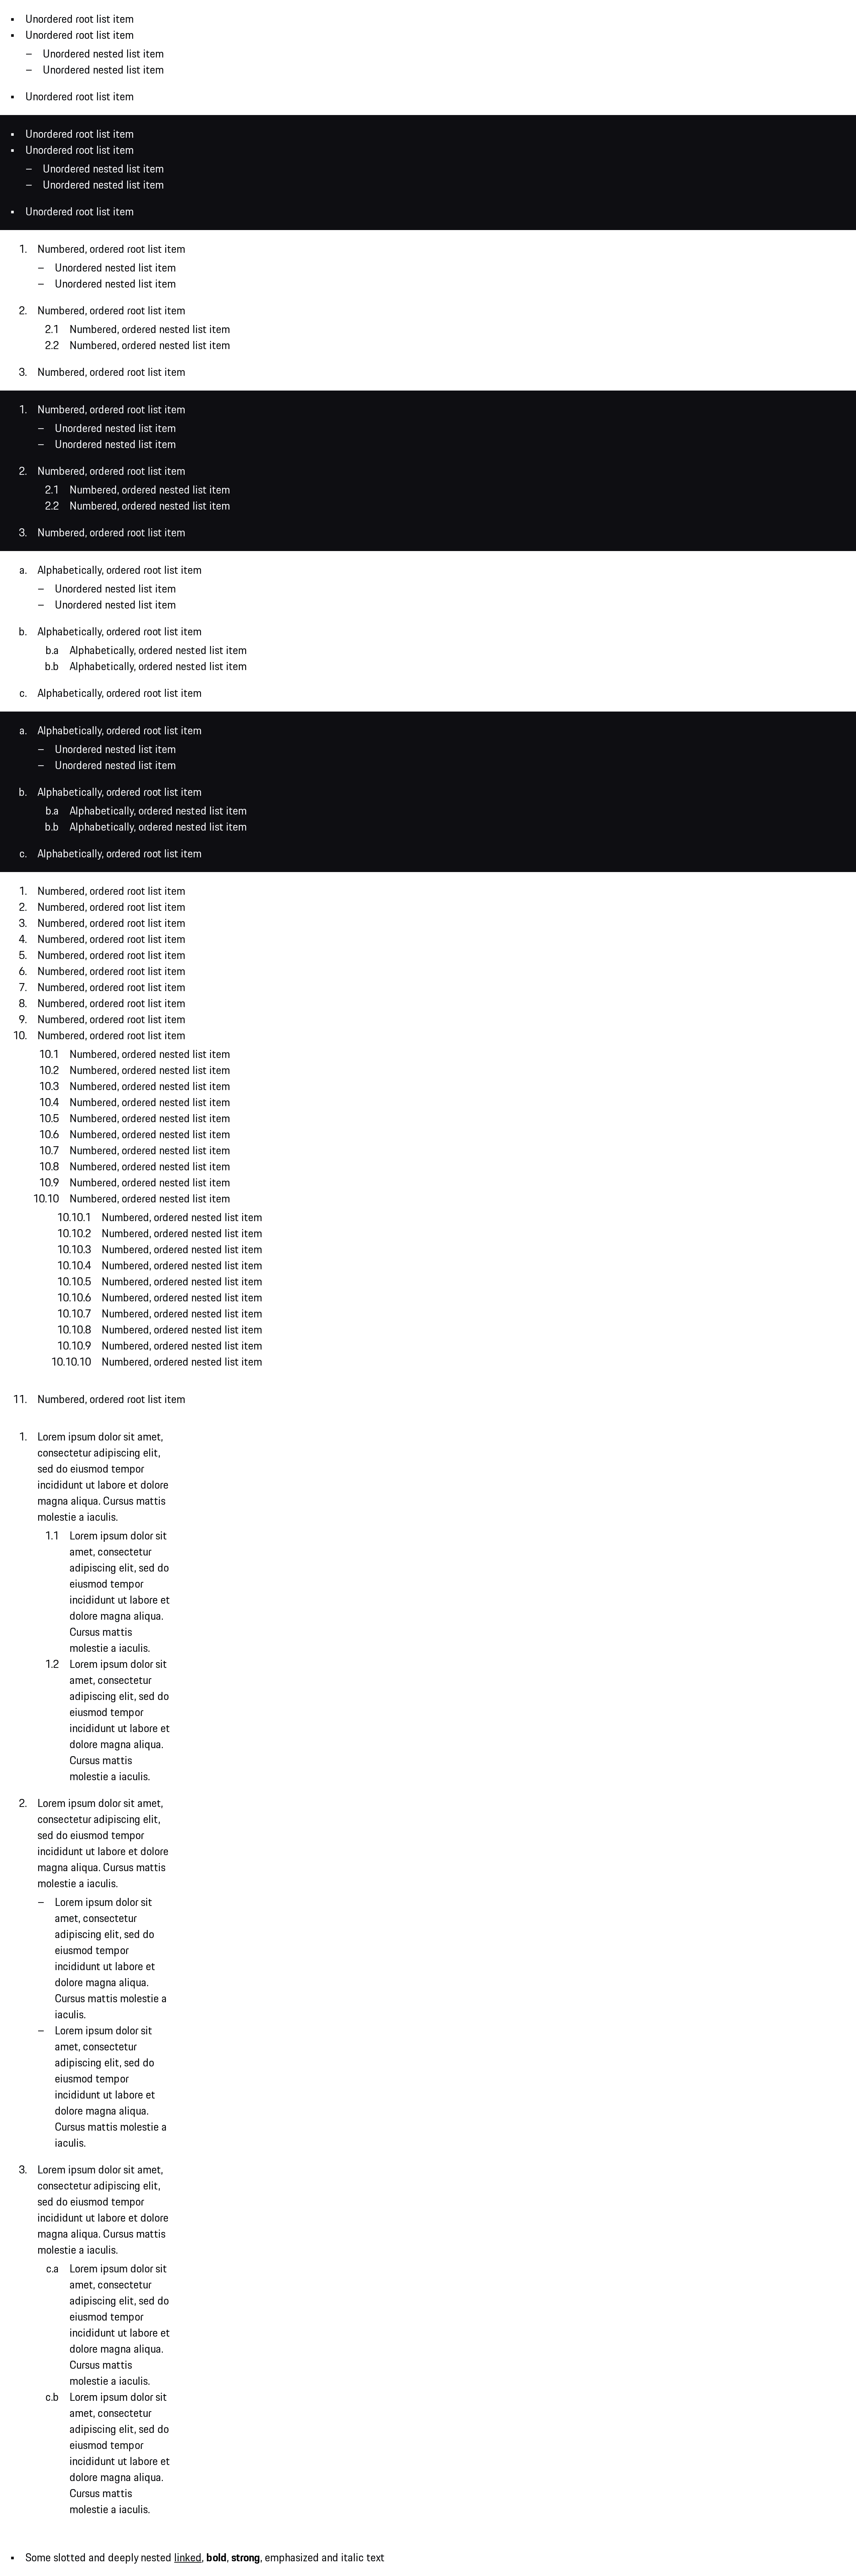 • Unordered root list item
• Unordered root list item
– Unordered nested list item
– Unordered nested list item
• Unordered root list item
• Unordered root list item
• Unordered root list item
– Unordered nested list item
– Unordered nested list item
• Unordered root list item
1. Numbered, ordered root list item
– Unordered nested list item
– Unordered nested list item
2. Numbered, ordered root list item
2.1 Numbered, ordered nested list item
2.2 Numbered, ordered nested list item
3. Numbered, ordered root list item
1. Numbered, ordered root list item
– Unordered nested list item
– Unordered nested list item
2. Numbered, ordered root list item
2.1 Numbered, ordered nested list item
2.2 Numbered, ordered nested list item
3. Numbered, ordered root list item
a. Alphabetically, ordered root list item
– Unordered nested list item
– Unordered nested list item
b. Alphabetically, ordered root list item
b.a Alphabetically, ordered nested list item
b.b Alphabetically, ordered nested list item
c. Alphabetically, ordered root list item
a. Alphabetically, ordered root list item
– Unordered nested list item
– Unordered nested list item
b. Alphabetically, ordered root list item
b.a Alphabetically, ordered nested list item
b.b Alphabetically, ordered nested list item
c. Alphabetically, ordered root list item
1. Numbered, ordered root list item
2. Numbered, ordered root list item
3. Numbered, ordered root list item
4. Numbered, ordered root list item
5. Numbered, ordered root list item
6. Numbered, ordered root list item
7. Numbered, ordered root list item
8. Numbered, ordered root list item
9. Numbered, ordered root list item
10. Numbered, ordered root list item
10.1 Numbered, ordered nested list item
10.2 Numbered, ordered nested list item
10.3 Numbered, ordered nested list item
10.4 Numbered, ordered nested list item
10.5 Numbered, ordered nested list item
10.6 Numbered, ordered nested list item
10.7 Numbered, ordered nested list item
10.8 Numbered, ordered nested list item
10.9 Numbered, ordered nested list item
10.10 Numbered, ordered nested list item
10.10.1 Numbered, ordered nested list item
10.10.2 Numbered, ordered nested list item
10.10.3 Numbered, ordered nested list item
10.10.4 Numbered, ordered nested list item
10.10.5 Numbered, ordered nested list item
10.10.6 Numbered, ordered nested list item
10.10.7 Numbered, ordered nested list item
10.10.8 Numbered, ordered nested list item
10.10.9 Numbered, ordered nested list item
10.10.10 Numbered, ordered nested list item
11. Numbered, ordered root list item
1. Lorem ipsum dolor sit amet,
consectetur adipiscing elit,
sed do eiusmod tempor
incididunt ut labore et dolore
magna aliqua. Cursus mattis
molestie a iaculis.
1.1 Lorem ipsum dolor sit
amet, consectetur
adipiscing elit, sed do
eiusmod tempor
incididunt ut labore et
dolore magna aliqua.
Cursus mattis
molestie a iaculis.
1.2 Lorem ipsum dolor sit
amet, consectetur
adipiscing elit, sed do
eiusmod tempor
incididunt ut labore et
dolore magna aliqua.
Cursus mattis
molestie a iaculis.
2. Lorem ipsum dolor sit amet,
consectetur adipiscing elit,
sed do eiusmod tempor
incididunt ut labore et dolore
magna aliqua. Cursus mattis
molestie a iaculis.
– Lorem ipsum dolor sit
amet, consectetur
adipiscing elit, sed do
eiusmod tempor
incididunt ut labore et
dolore magna aliqua.
Cursus mattis molestie a
iaculis.
– Lorem ipsum dolor sit
amet, consectetur
adipiscing elit, sed do
eiusmod tempor
incididunt ut labore et
dolore magna aliqua.
Cursus mattis molestie a
iaculis.
3. Lorem ipsum dolor sit amet,
consectetur adipiscing elit,
sed do eiusmod tempor
incididunt ut labore et dolore
magna aliqua. Cursus mattis
molestie a iaculis.
c.a Lorem ipsum dolor sit
amet, consectetur
adipiscing elit, sed do
eiusmod tempor
incididunt ut labore et
dolore magna aliqua.
Cursus mattis
molestie a iaculis.
c.b Lorem ipsum dolor sit
amet, consectetur
adipiscing elit, sed do
eiusmod tempor
incididunt ut labore et
dolore magna aliqua.
Cursus mattis
molestie a iaculis.
• Some slotted and deeply nested linked, bold, strong, emphasized and italic text